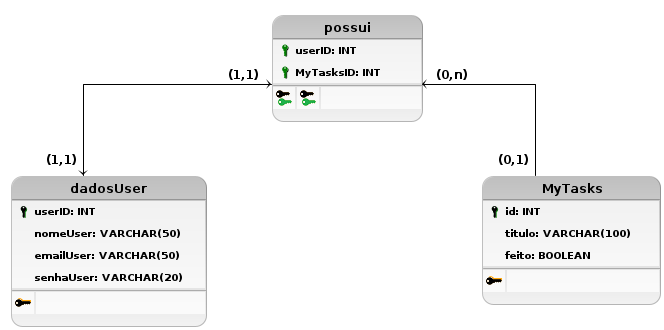 possui
userID: INT
MyTasksID: INT
(1,1)
(0,n)
(1,1)
(0,1)
dadosUser
userID: INT
nomeUser: VARCHAR(50)
emailUser: VARCHAR(50)
senhaUser: VARCHAR(20)
MyTasks
id: INT
titulo: VARCHAR(100)
feito: BOOLEAN